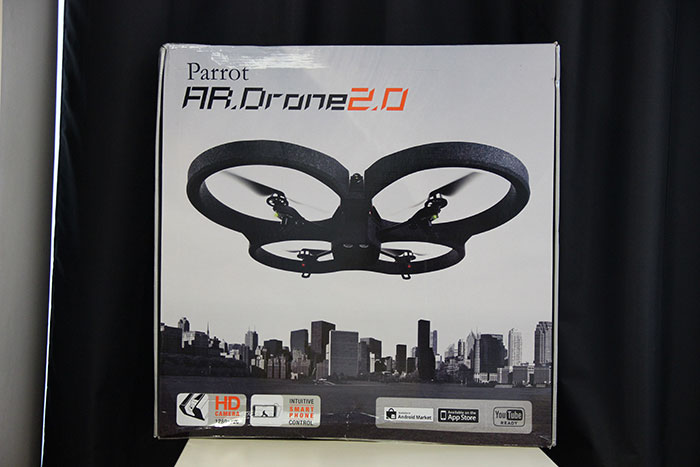 Parrot
AR.Drone2.0
HD
CAMERA
INTUITIVE
SMART
PHONE
CONTROL
Android Market
Available on the
App Store
YouTube
READY